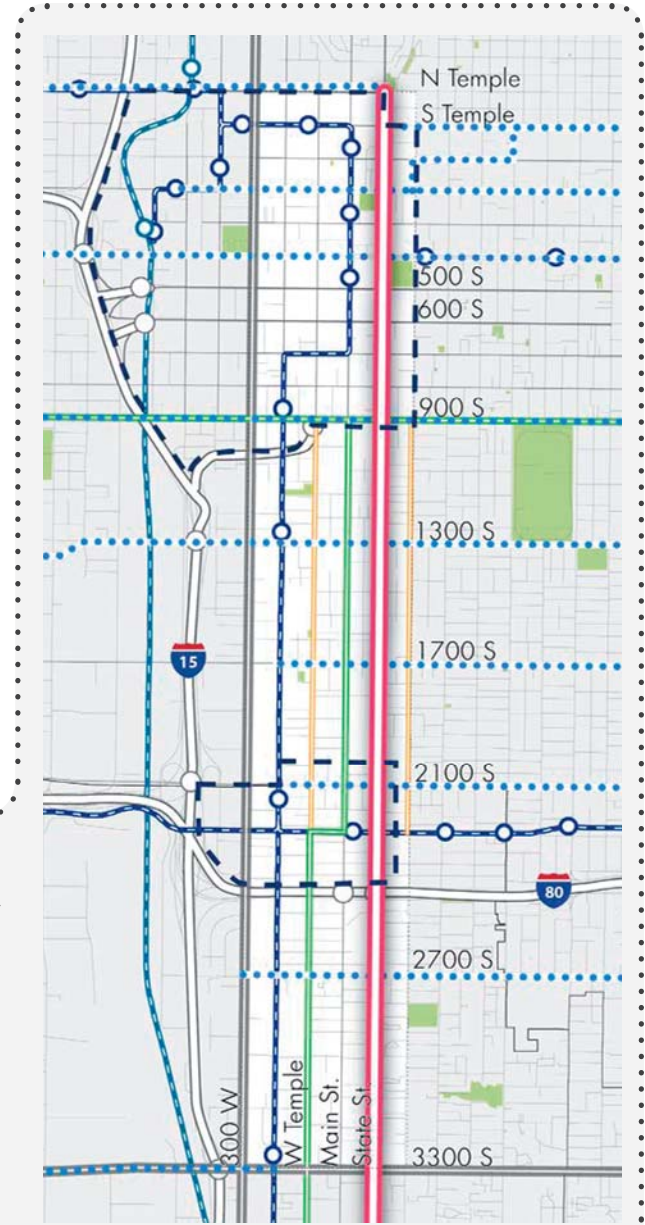 N Temple
S Temple
500 S
600 S
900 S
1300 S
15
1700 S
2100 S
80
2700 S
300 W
W Temple
Main St.
State St.
3300 S